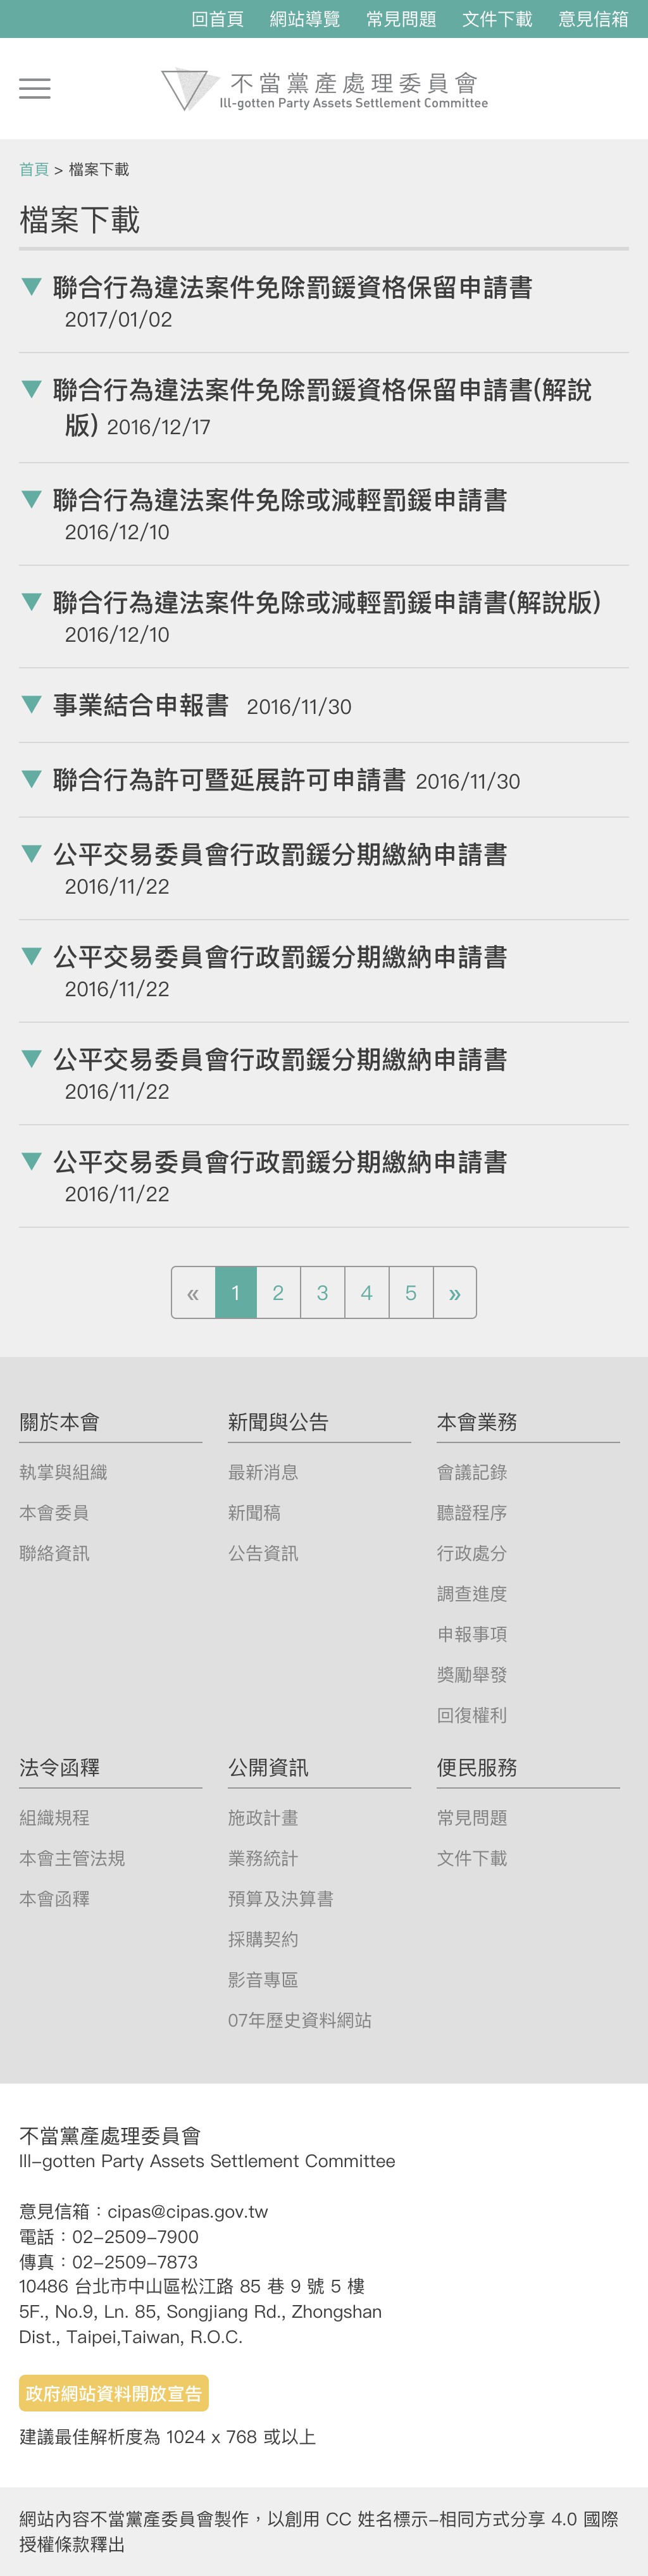 回首頁 網站導覽 常見問題 文件下載 意見信箱
不當黨產處理委員會
Ill-gotten Party Assets Settlement Committee
首頁 > 檔案下載
檔案下載
▼ 聯合行為違法案件免除罰鍰資格保留申請書
2017/01/02
▼ 聯合行為違法案件免除罰鍰資格保留申請書(解說
版) 2016/12/17
▼ 聯合行為違法案件免除或減輕罰鍰申請書
2016/12/10
▼ 聯合行為違法案件免除或減輕罰鍰申請書(解說版)
2016/12/10
▼ 事業結合申報書 2016/11/30
▼ 聯合行為許可暨延展許可申請書 2016/11/30
▼ 公平交易委員會行政罰鍰分期繳納申請書
2016/11/22
▼ 公平交易委員會行政罰鍰分期繳納申請書
2016/11/22
▼ 公平交易委員會行政罰鍰分期繳納申請書
2016/11/22
▼ 公平交易委員會行政罰鍰分期繳納申請書
2016/11/22
« 1 2 3 4 5 »
關於本會
執掌與組織
本會委員
聯絡資訊
新聞與公告
最新消息
新聞稿
公告資訊
本會業務
會議記錄
聽證程序
行政處分
調查進度
申報事項
獎勵舉發
回復權利
法令函釋
組織規程
本會主管法規
本會函釋
公開資訊
施政計畫
業務統計
預算及決算書
採購契約
影音專區
07年歷史資料網站
便民服務
常見問題
文件下載
不當黨產處理委員會
Ill-gotten Party Assets Settlement Committee
意見信箱：cipas@cipas.gov.tw
電話：02-2509-7900
傳真：02-2509-7873
10486 台北市中山區松江路 85 巷 9 號 5 樓
5F., No.9, Ln. 85, Songjiang Rd., Zhongshan
Dist., Taipei,Taiwan, R.O.C.
政府網站資料開放宣告
建議最佳解析度為 1024 x 768 或以上
網站內容不當黨產委員會製作，以創用 CC 姓名標示-相同方式分享 4.0 國際
授權條款釋出